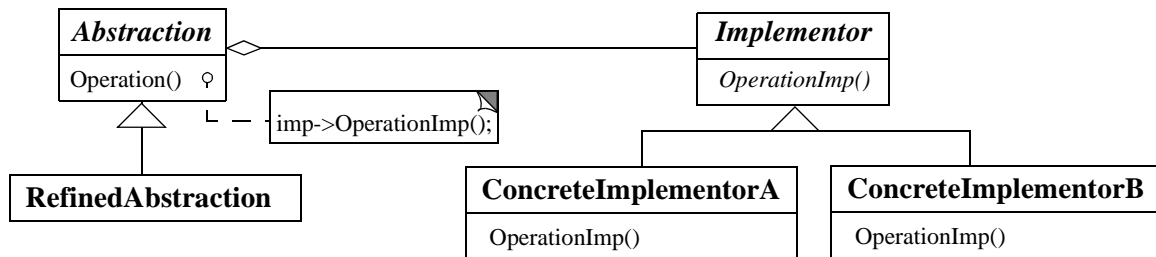 Abstraction
Operation()
imp->OperationImp();
RefinedAbstraction
Implementor
OperationImp()
ConcreteImplementorA
OperationImp()
ConcreteImplementorB
OperationImp()